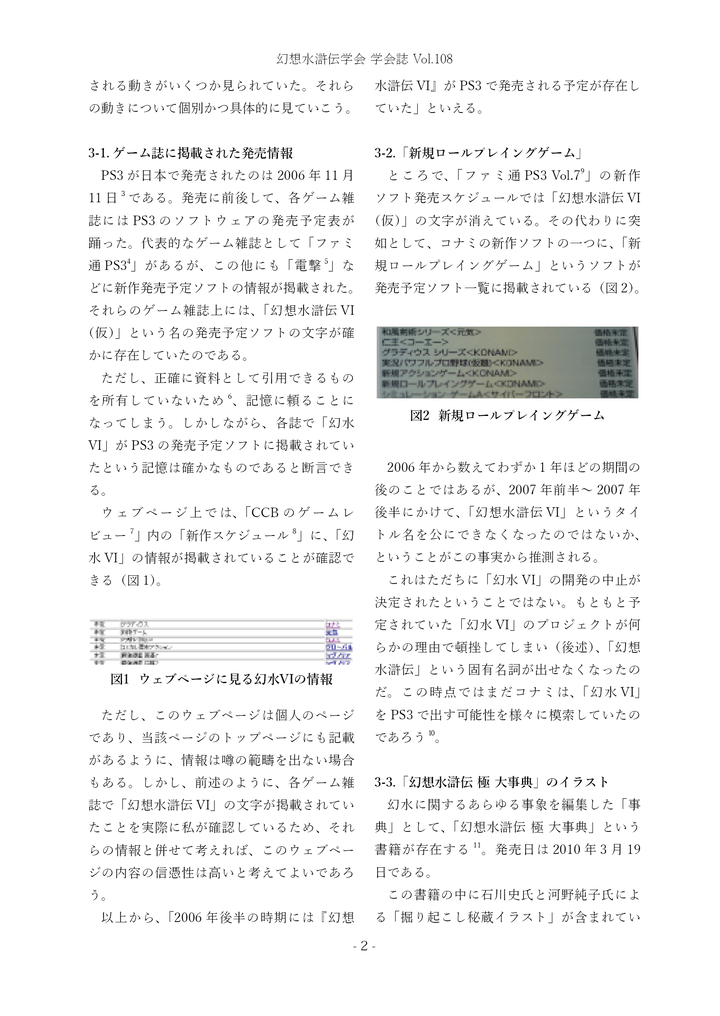 幻想水滸伝学会 学会誌 Vol.108
される動きがいくつか見られていた。それら
の動きについて個別かつ具体的に見ていこう。
3-1. ゲーム誌に掲載された発売情報
PS3 が日本で発売されたのは 2006 年 11 月
11 日 3 である。発売に前後して、各ゲーム雑
誌には PS3 のソフトウェアの発売予定表が
踊った。代表的なゲーム雑誌として「ファミ
通 PS34」があるが、この他にも「電撃 5」な
どに新作発売予定ソフトの情報が掲載された。
それらのゲーム雑誌上には、「幻想水滸伝 VI
(仮)」という名の発売予定ソフトの文字が確
かに存在していたのである。
ただし、正確に資料として引用できるもの
を所有していないため 6、記憶に頼ることに
なってしまう。しかしながら、各誌で「幻水
VI」が PS3 の発売予定ソフトに掲載されてい
たという記憶は確かなものであると断言でき
る。
ウェブページ上では、「CCB のゲームレ
ビュー 7」内の「新作スケジュール 8」に、「幻
水 VI」の情報が掲載されていることが確認で
きる（図 1）。
未定 グラディウス コナミ
図1 ウェブページに見る幻水VIの情報
ただし、このウェブページは個人のページ
であり、当該ページのトップページにも記載
があるように、情報は噂の範疇を出ない場合
もある。しかし、前述のように、各ゲーム雑
誌で「幻想水滸伝 VI」の文字が掲載されてい
たことを実際に私が確認しているため、それ
らの情報と併せて考えれば、このウェブペー
ジの内容の信憑性は高いと考えてよいであろ
う。
以上から、「2006 年後半の時期には『幻想
水滸伝 VI』が PS3 で発売される予定が存在し
ていた」といえる。
3-2.「新規ロールプレイングゲーム」
ところで、「ファミ通 PS3 Vol.79」の新作
ソフト発売スケジュールでは「幻想水滸伝 VI
(仮)」の文字が消えている。その代わりに突
如として、コナミの新作ソフトの一つに、「新
規ロールプレイングゲーム」というソフトが
発売予定ソフト一覧に掲載されている（図 2）。
和風剣術シリーズ<元気> 価格未定
仁王<コーエー> 価格未定
グラディウス シリーズ<KONAMI> 価格未定
実況パワフルプロ野球(仮題)<KONAMI> 価格未定
新規アクションゲーム<KONAMI> 価格未定
新規ロールプレイングゲーム<KONAMI> 価格未定
シミュレーション ゲームA<サイバーフロント> 価格未定
図2 新規ロールプレイングゲーム
2006 年から数えてわずか 1 年ほどの期間の
後のことではあるが、2007 年前半～ 2007 年
後半にかけて、「幻想水滸伝 VI」というタイ
トル名を公にできなくなったのではないか、
ということがこの事実から推測される。
これはただちに「幻水 VI」の開発の中止が
決定されたということではない。もともと予
定されていた「幻水 VI」のプロジェクトが何
らかの理由で頓挫してしまい（後述）、「幻想
水滸伝」という固有名詞が出せなくなったの
だ。この時点ではまだコナミは、「幻水 VI」
を PS3 で出す可能性を様々に模索していたの
であろう 10。
3-3.「幻想水滸伝 極 大事典」のイラスト
幻水に関するあらゆる事象を編集した「事
典」として、「幻想水滸伝 極 大事典」という
書籍が存在する 11。発売日は 2010 年 3 月 19
日である。
この書籍の中に石川史氏と河野純子氏によ
る「掘り起こし秘蔵イラスト」が含まれてい
- 2 -